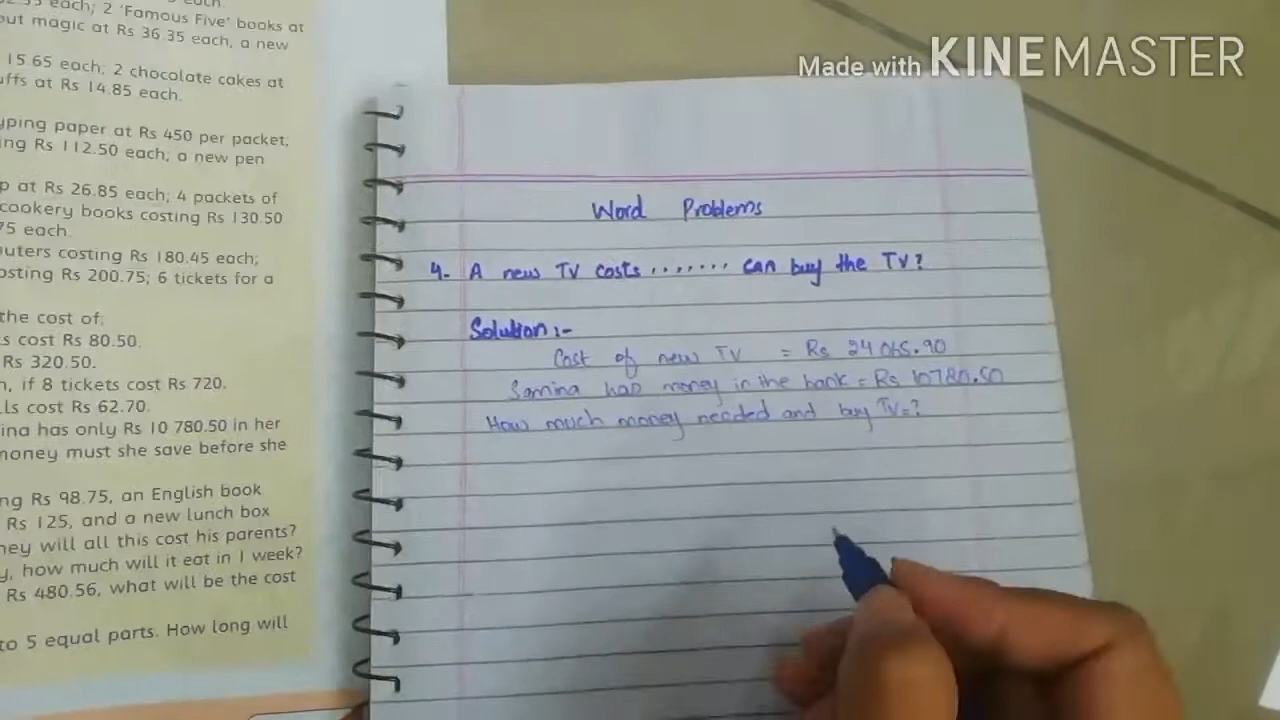 each.
each; 2 'Famous Five' books at
out magic at Rs 36.35 each, a new
15.65 each; 2 chocolate cakes at
uffs at Rs 14.85 each.
yping paper at Rs 450 per packet;
ing Rs 112.50 each, a new pen
p at Rs 26.85 each; 4 packets of
cookery books costing Rs 130.50
75 each.
uters costing Rs 180.45 each;
osting Rs 200.75; 6 tickets for a
the cost of:
s cost Rs 80.50.
Rs 320.50.
n, if 8 tickets cost Rs 720.
lls cost Rs 62.70.
ina has only Rs 10 780.50 in her
money must she save before she
ng Rs 98.75, an English book
Rs 125, and a new lunch box
ney will all this cost his parents?
y, how much will it eat in 1 week?
Rs 480.56, what will be the cost
to 5 equal parts. How long will
Made with KINEMASTER
Word Problems
4. A new TV costs ....... can buy the TV?
Solution:-
Cost of new TV = Rs 24065.90
Samina has money in the bank = Rs 10780.50
How much money needed and buy TV=?